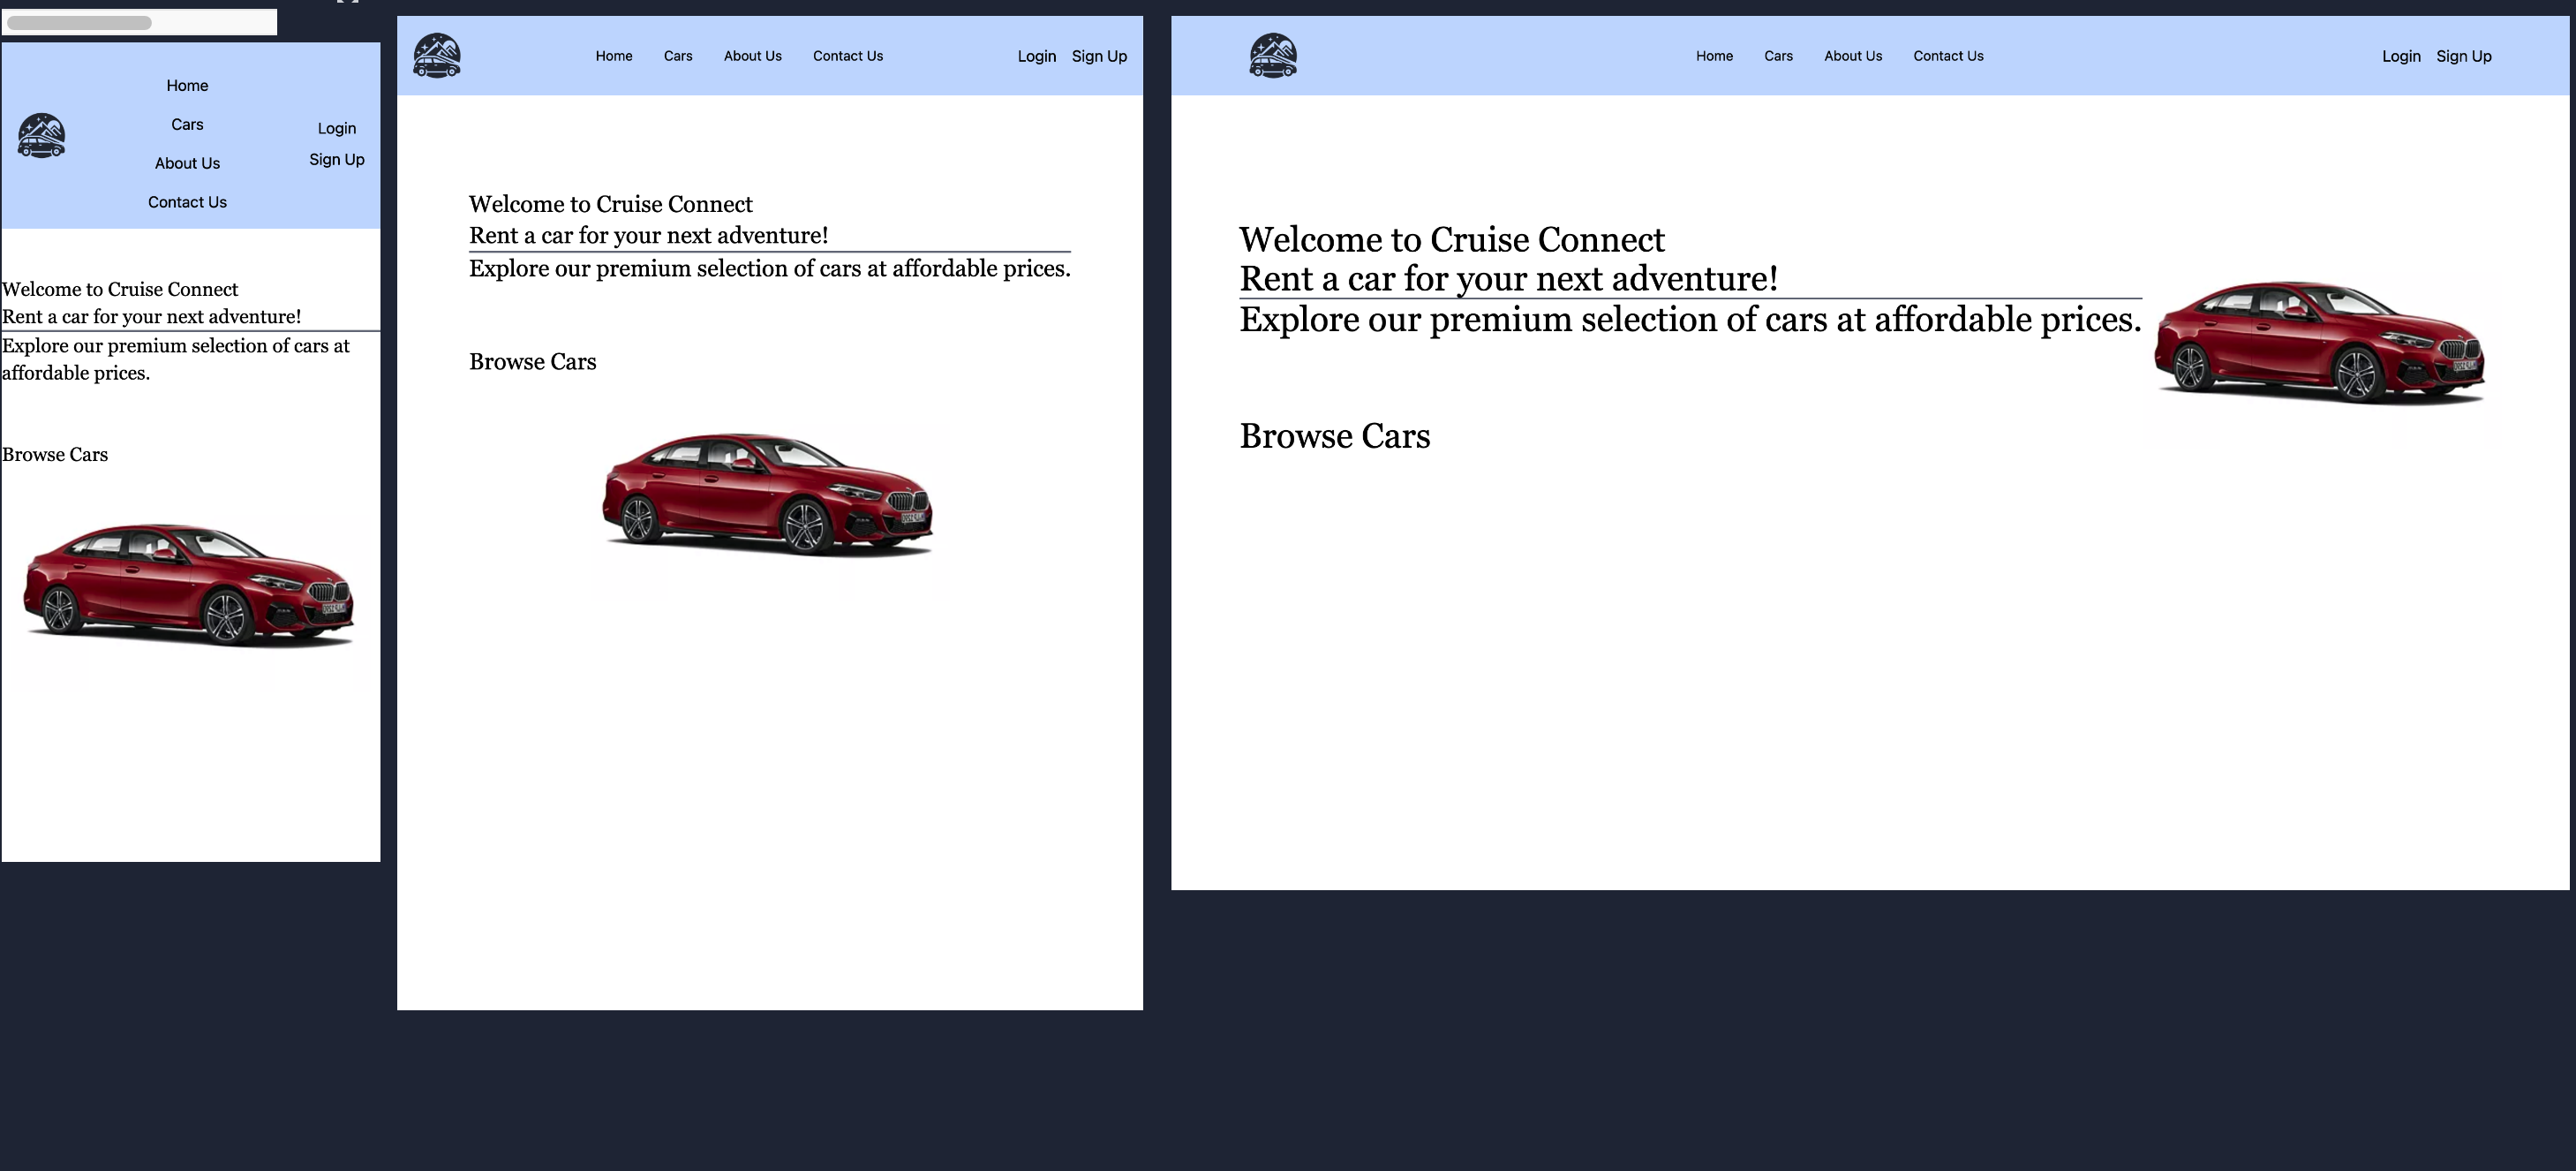 Home
Cars
About Us
Contact Us
Login
Sign Up
Welcome to Cruise Connect
Rent a car for your next adventure!
Explore our premium selection of cars at
affordable prices.
Browse Cars
Home Cars About Us Contact Us Login Sign Up
Welcome to Cruise Connect
Rent a car for your next adventure!
Explore our premium selection of cars at affordable prices.
Browse Cars
Home Cars About Us Contact Us Login Sign Up
Welcome to Cruise Connect
Rent a car for your next adventure!
Explore our premium selection of cars at affordable prices.
Browse Cars